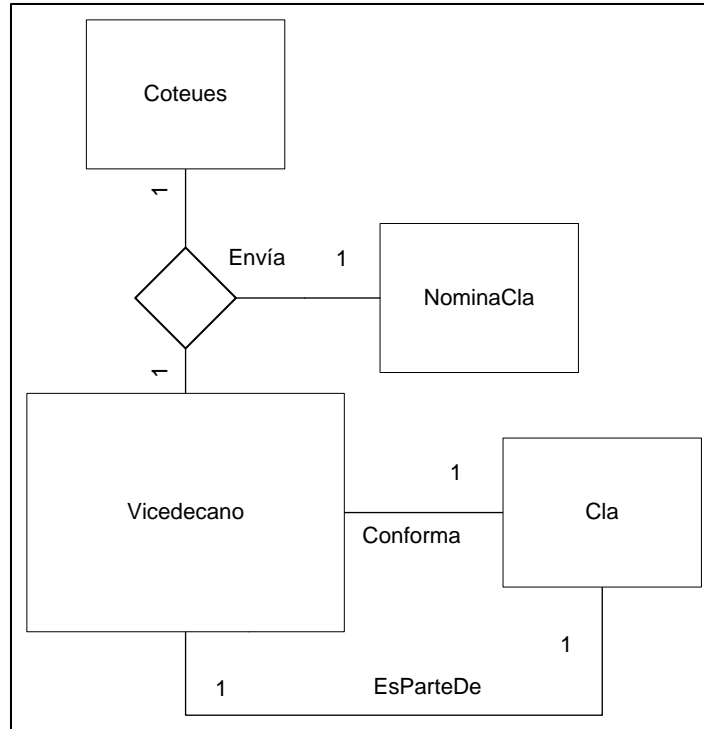 Coteues
1
Envía
1
NominaCla
1
Vicedecano
1
Conforma
Cla
1
EsParteDe
1